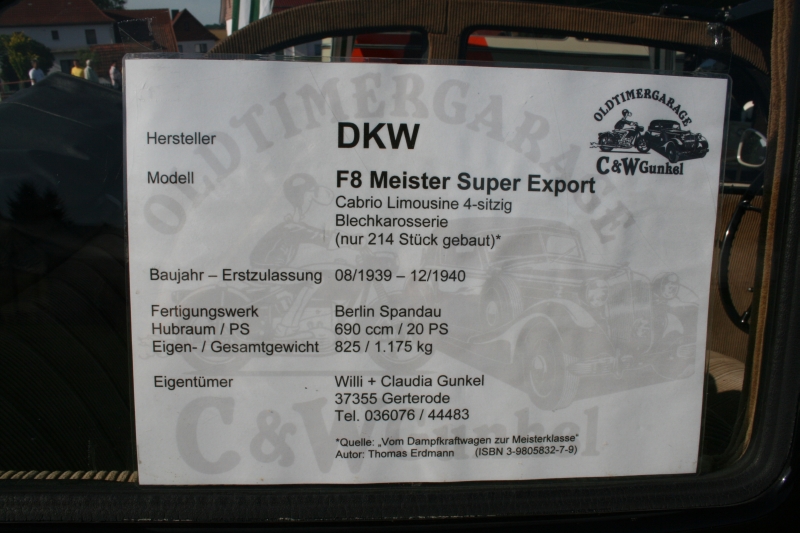 OLDTIMERGARAGE
C & W Gunkel
Hersteller DKW
Modell F8 Meister Super Export
Cabrio Limousine 4-sitzig
Blechkarosserie
(nur 214 Stück gebaut)*
Baujahr – Erstzulassung 08/1939 – 12/1940
Fertigungswerk Berlin Spandau
Hubraum / PS 690 ccm / 20 PS
Eigen- / Gesamtgewicht 825 / 1.175 kg
Eigentümer Willi + Claudia Gunkel
37355 Gerterode
Tel. 036076 / 44483
*Quelle: „Vom Dampfkraftwagen zur Meisterklasse“
Autor: Thomas Erdmann (ISBN 3-9805832-7-9)
OLDTIMERGARAGE
C & W Gunkel